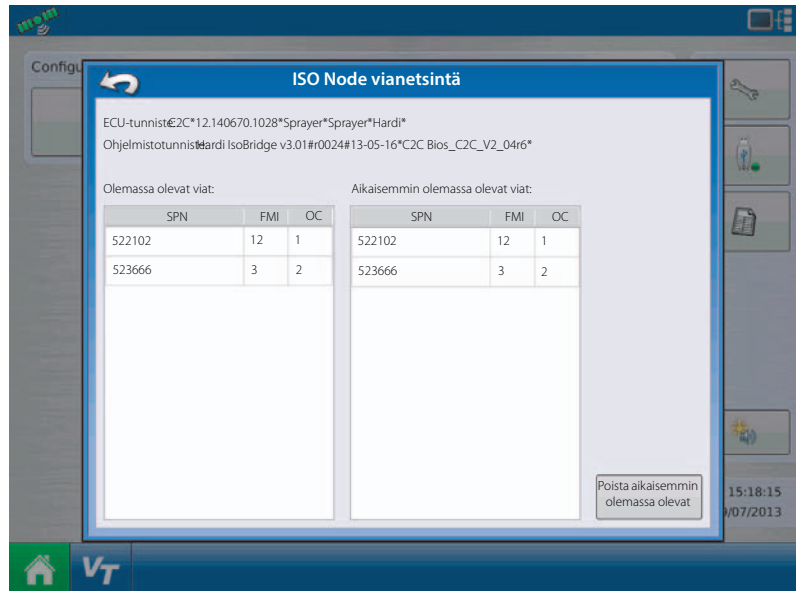 Configu
ISO Node vianetsintä
ECU-tunniste:C2C*12.140670.1028*Sprayer*Sprayer*Hardi*
Ohjelmistotunniste:Hardi IsoBridge v3.01#r0024#13-05-16*C2C Bios_C2C_V2_04r6*
Olemassa olevat viat:
Aikaisemmin olemassa olevat viat:
SPN FMI OC
522102 12 1
523666 3 2
SPN FMI OC
522102 12 1
523666 3 2
Poista aikaisemmin
olemassa olevat
15:18:15
/07/2013
VT